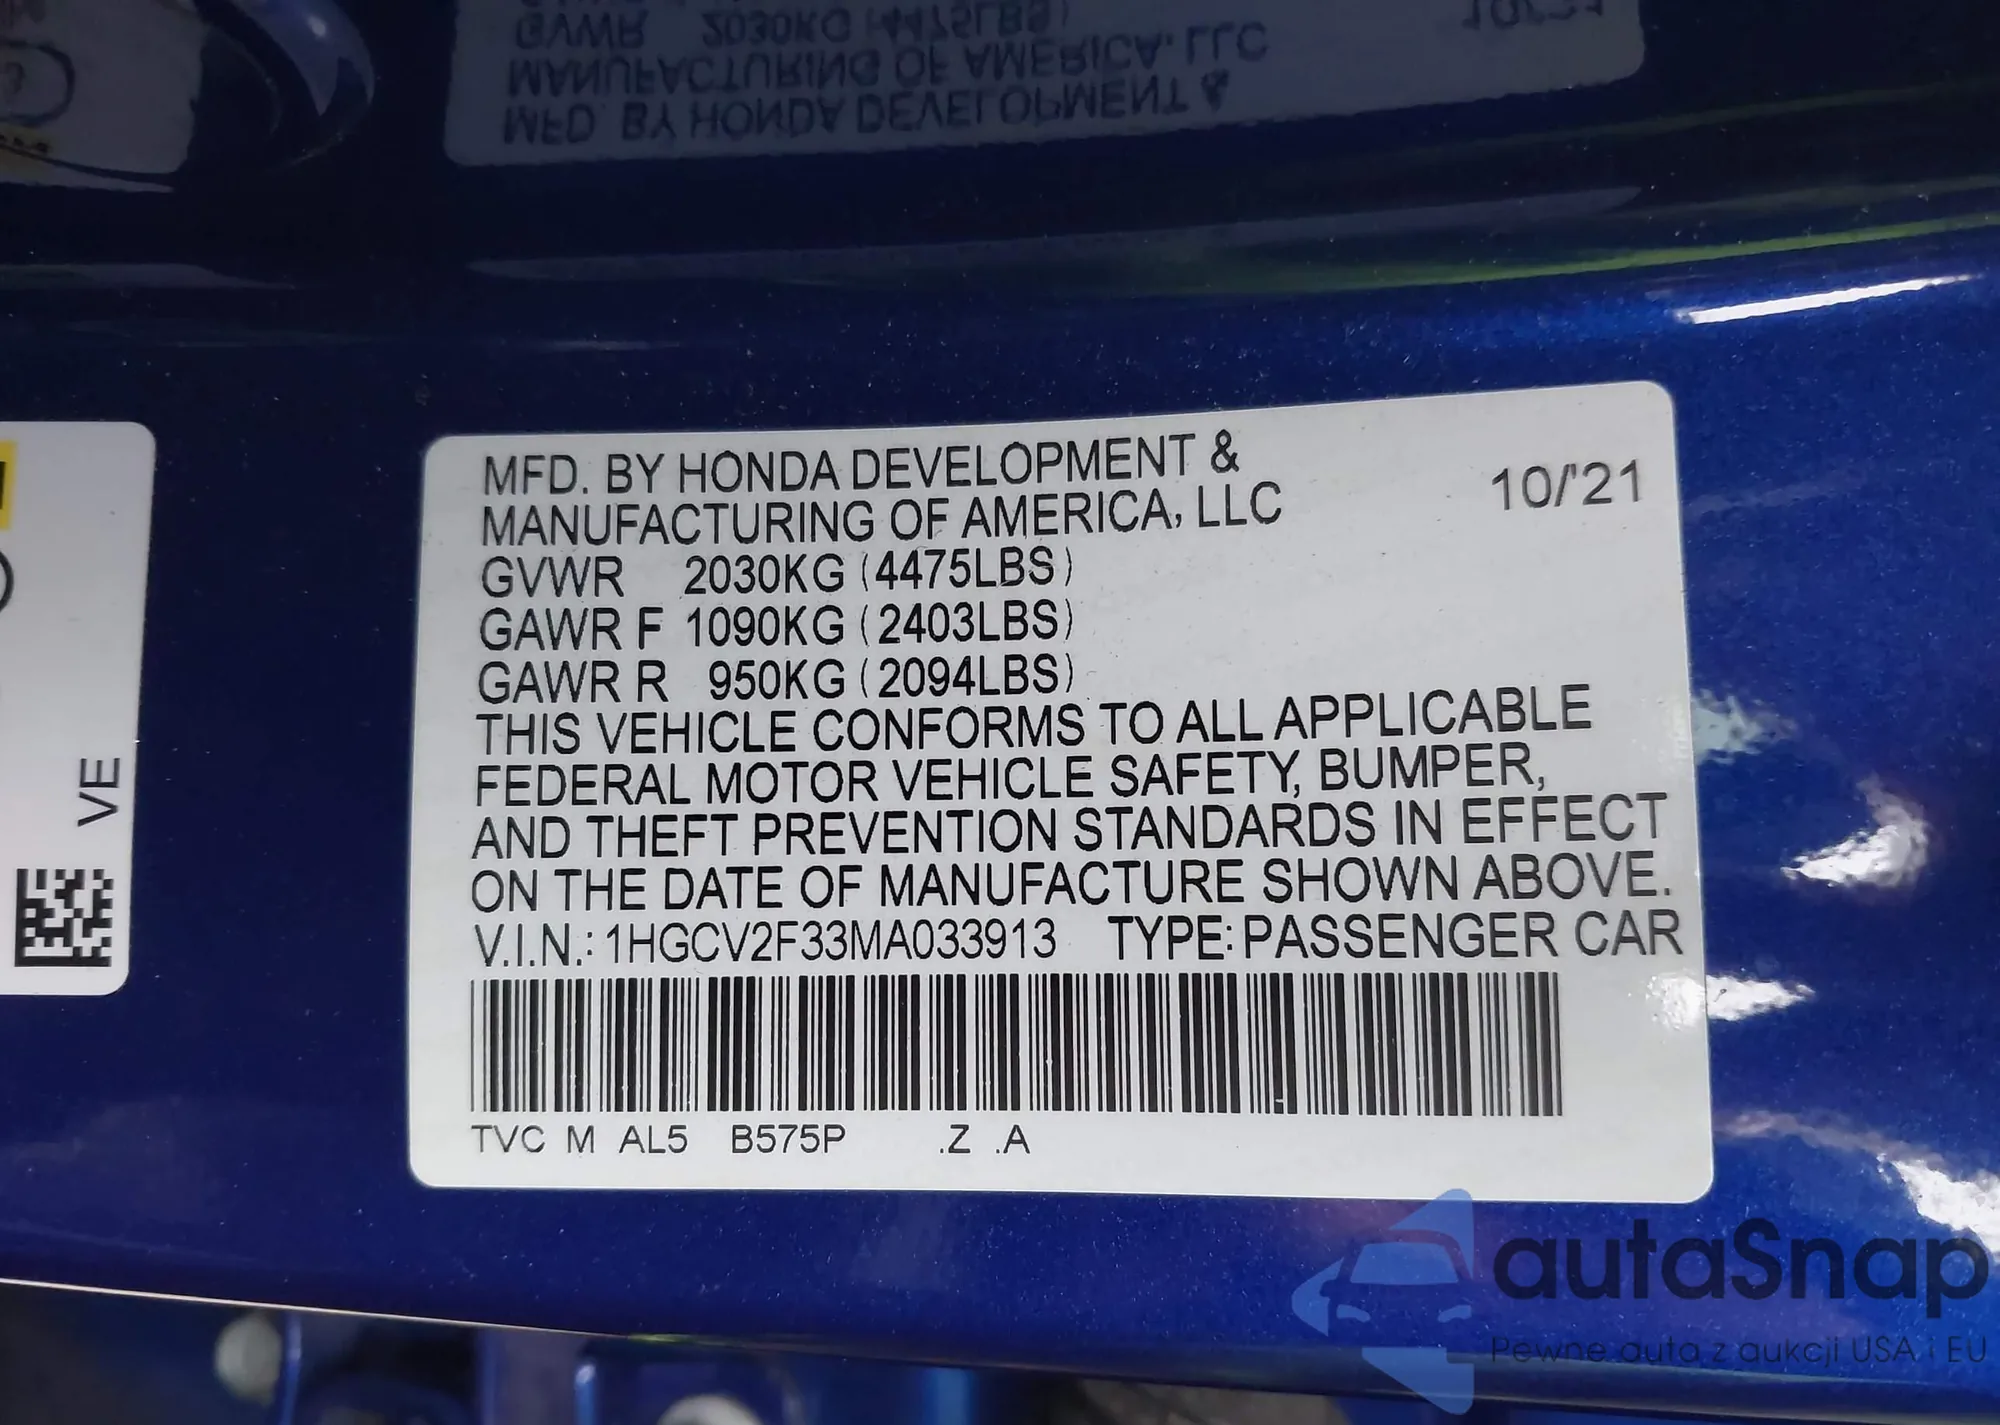 MFD. BY HONDA DEVELOPMENT &
MANUFACTURING OF AMERICA, LLC
GVWR 2030KG (4475LBS)
10/21
MFD. BY HONDA DEVELOPMENT &
MANUFACTURING OF AMERICA, LLC
10/'21
GVWR 2030KG (4475LBS)
GAWR F 1090KG (2403LBS)
GAWR R 950KG (2094LBS)
THIS VEHICLE CONFORMS TO ALL APPLICABLE
FEDERAL MOTOR VEHICLE SAFETY, BUMPER,
AND THEFT PREVENTION STANDARDS IN EFFECT
ON THE DATE OF MANUFACTURE SHOWN ABOVE.
V.I.N.: 1HGCV2F33MA033913 TYPE: PASSENGER CAR
TVC M AL5 B575P .Z .A
VE
autaSnap
Pewne auta z aukcji USA i EU